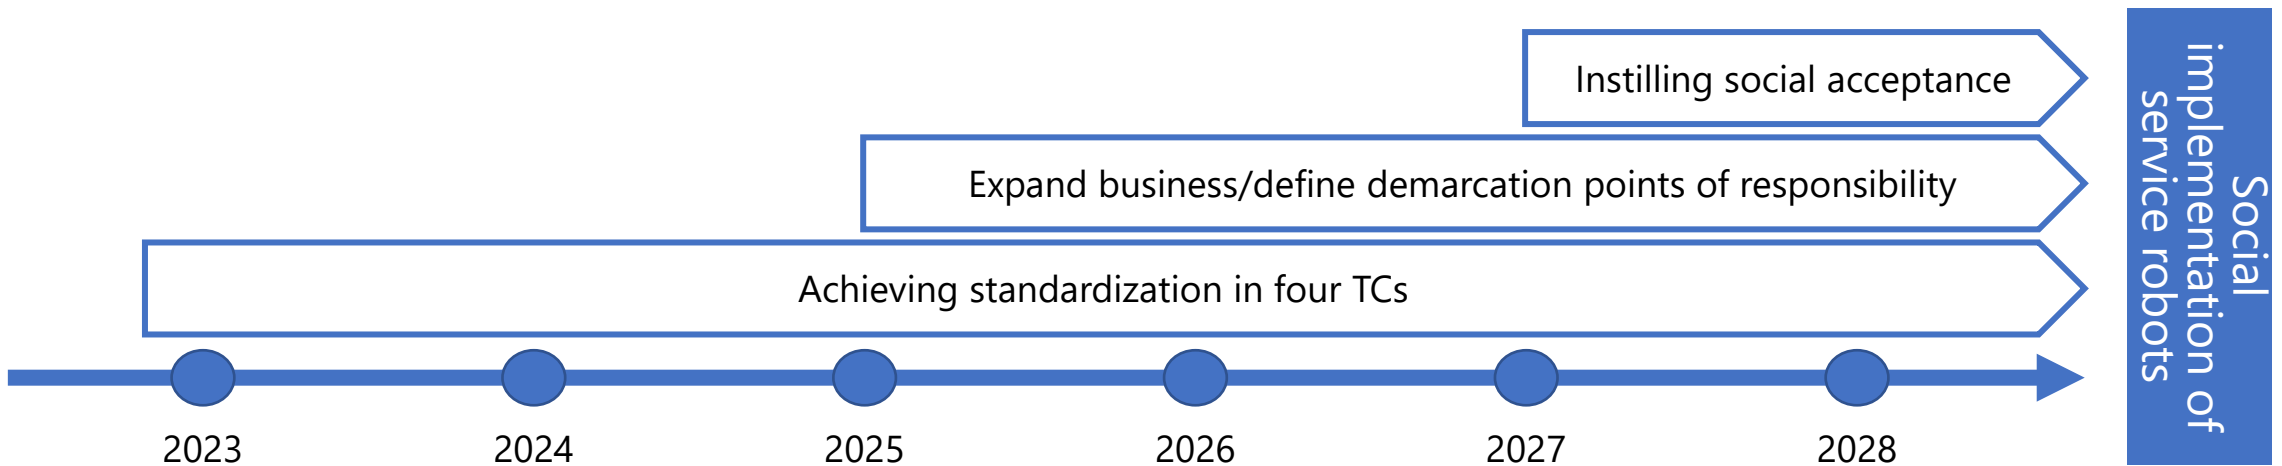 Instilling social acceptance
Expand business/define demarcation points of responsibility
Achieving standardization in four TCs
2023
2024
2025
2026
2027
2028
Social
implementation of
service robots